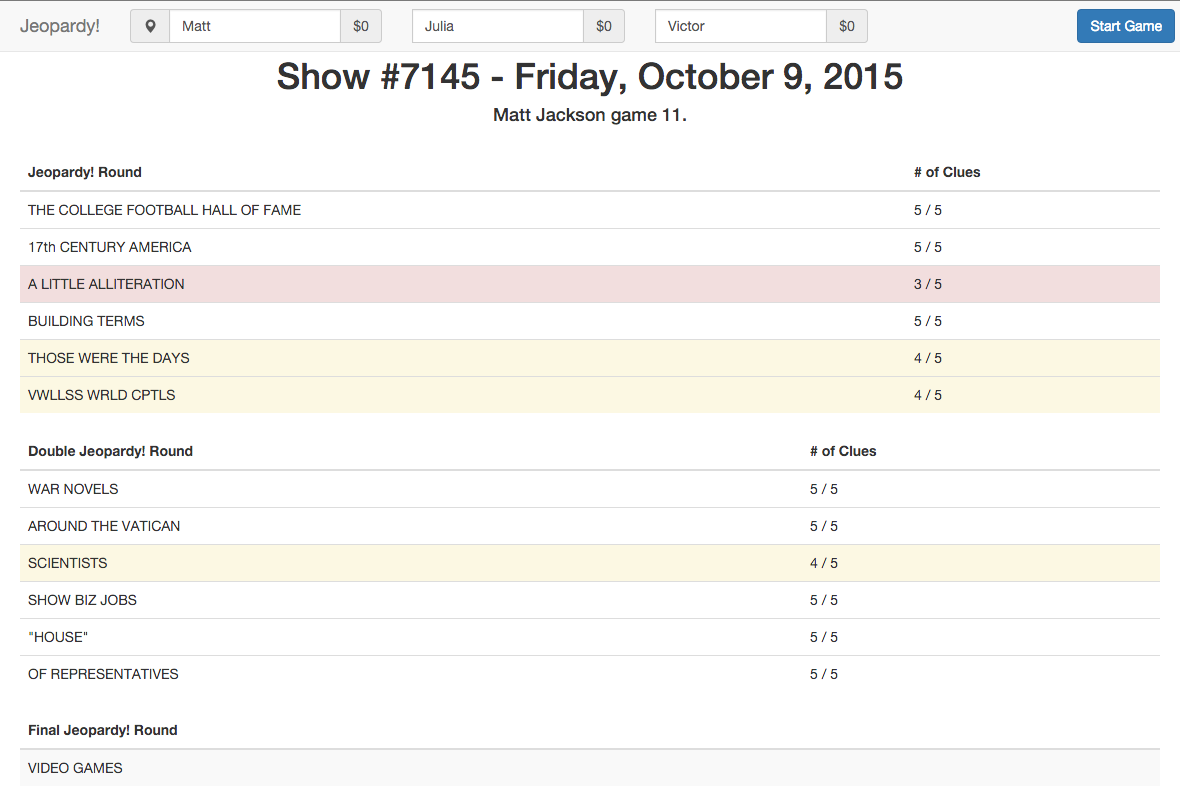 Jeopardy! Matt $0 Julia $0 Victor $0 Start Game
Show #7145 - Friday, October 9, 2015
Matt Jackson game 11.
Jeopardy! Round # of Clues
THE COLLEGE FOOTBALL HALL OF FAME 5 / 5
17th CENTURY AMERICA 5 / 5
A LITTLE ALLITERATION 3 / 5
BUILDING TERMS 5 / 5
THOSE WERE THE DAYS 4 / 5
VWLLSS WRLD CPTLS 4 / 5
Double Jeopardy! Round # of Clues
WAR NOVELS 5 / 5
AROUND THE VATICAN 5 / 5
SCIENTISTS 4 / 5
SHOW BIZ JOBS 5 / 5
"HOUSE" 5 / 5
OF REPRESENTATIVES 5 / 5
Final Jeopardy! Round
VIDEO GAMES